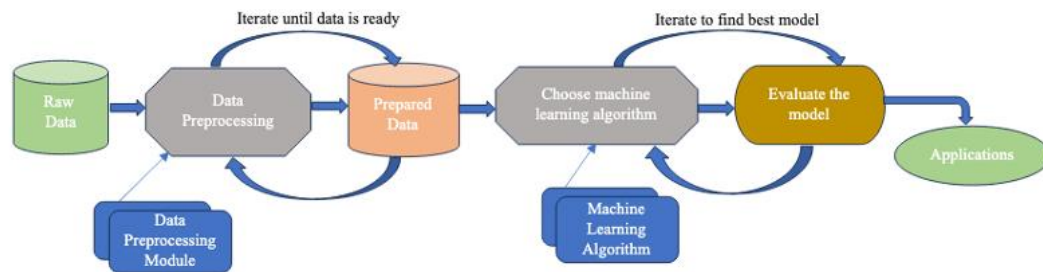 Iterate until data is ready
Iterate to find best model
Raw
Data
Data
Preprocessing
Prepared
Data
Choose machine
learning algorithm
Evaluate the
model
Applications
Data
Preprocessing
Module
Machine
Learning
Algorithm